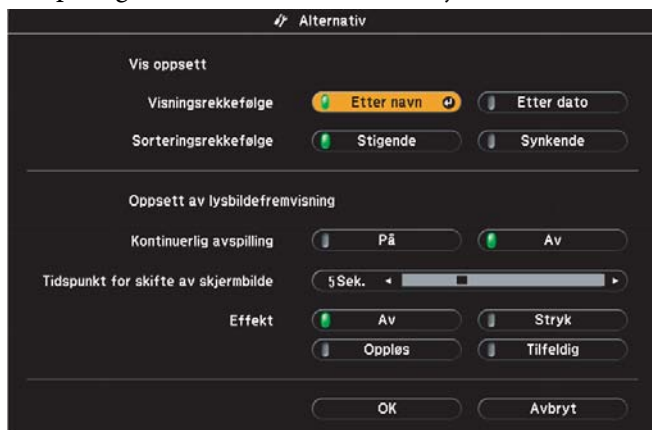 Alternativ
Vis oppsett
Visningsrekkefølge Etter navn Etter dato
Sorteringsrekkefølge Stigende Synkende
Oppsett av lysbildefremvisning
Kontinuerlig avspilling På Av
Tidspunkt for skifte av skjermbilde 5Sek.
Effekt Av Stryk
Oppløs Tilfeldig
OK Avbryt